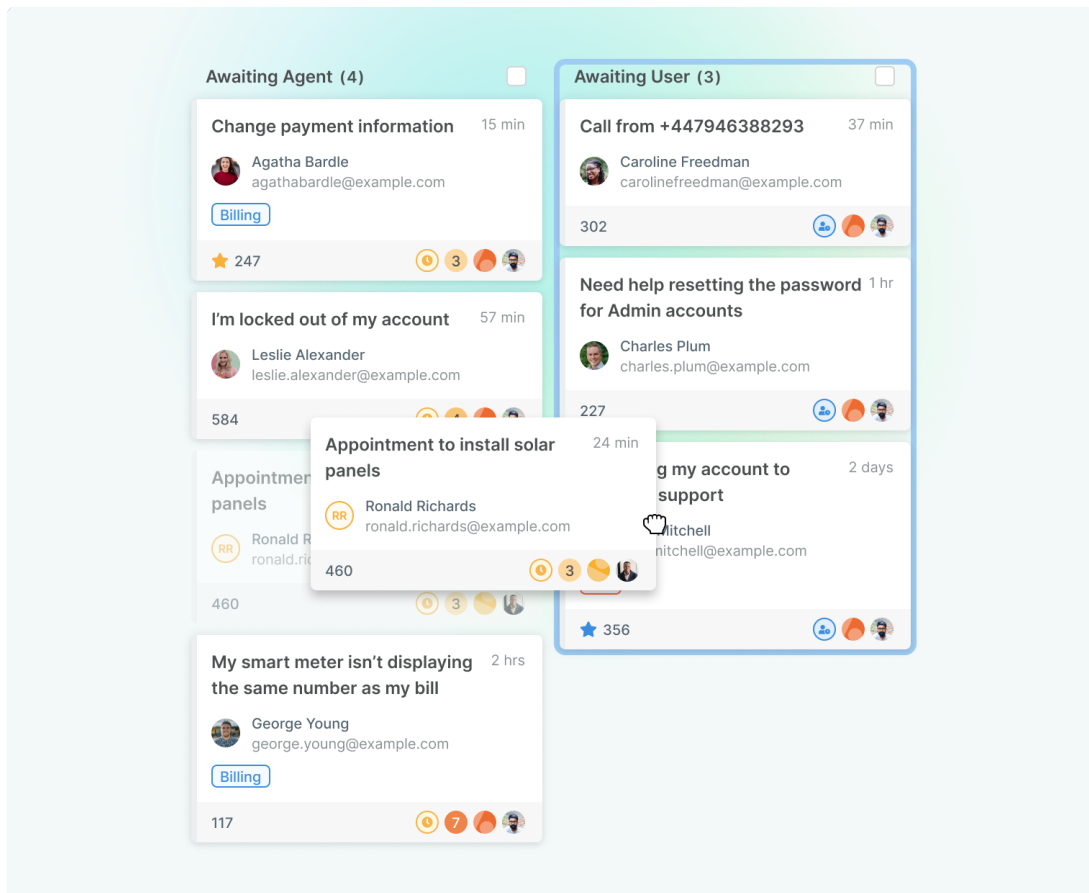 Awaiting Agent (4)
Change payment information
15 min
Agatha Bardle
agathabardle@example.com
Billing
247
3
I’m locked out of my account
57 min
Leslie Alexander
leslie.alexander@example.com
584
panels
460
3
My smart meter isn’t displaying
2 hrs
the same number as my bill
George Young
george.young@example.com
Billing
117
7
Appointment to install solar
24 min
panels
RR
Ronald Richards
ronald.richards@example.com
460
3
Awaiting User (3)
Call from +447946388293
37 min
Caroline Freedman
carolinefreedman@example.com
302
Need help resetting the password
1 hr
for Admin accounts
Charles Plum
charles.plum@example.com
227
my account to
2 days
support
Mitchell
mitchell@example.com
356